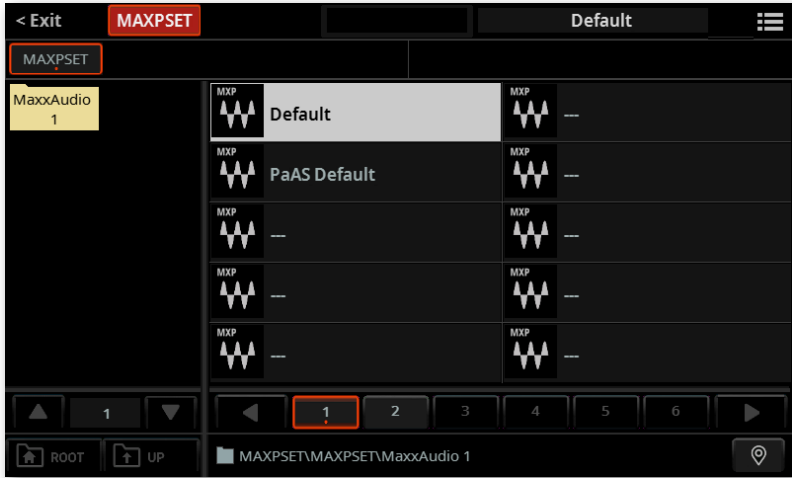 < Exit MAXPSET Default
MAXPSET
MaxxAudio
1
MXP Default MXP ---
MXP PaAS Default MXP ---
MXP --- MXP ---
MXP --- MXP ---
MXP --- MXP ---
1 1 2 3 4 5 6
ROOT UP MAXPSET\MAXPSET\MaxxAudio 1